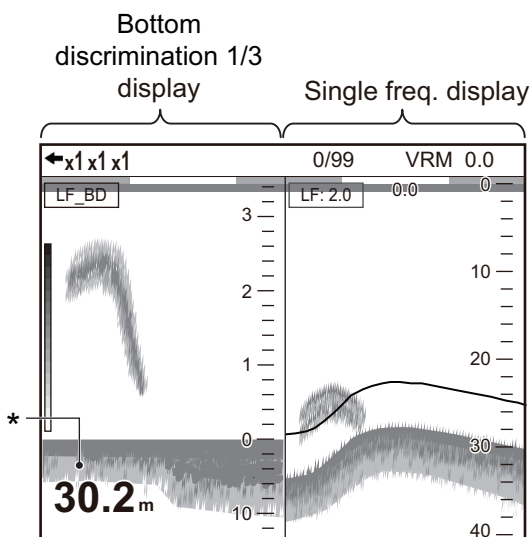 Bottom
discrimination 1/3
display
Single freq. display
x1 x1 x1
0/99
VRM 0.0
LF_BD
3
2
1
0
10
*
30.2 m
LF: 2.0
0.0
0
10
20
30
40